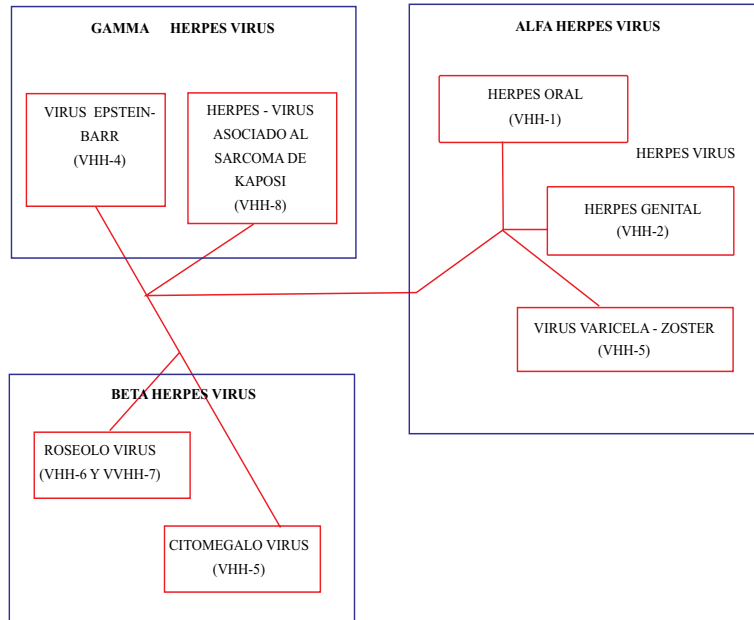 GAMMA HERPES VIRUS
VIRUS EPSTEIN-
BARR
(VHH-4)
HERPES - VIRUS
ASOCIADO AL
SARCOMA DE
KAPOSI
(VHH-8)
ALFA HERPES VIRUS
HERPES ORAL
(VHH-1)
HERPES VIRUS
HERPES GENITAL
(VHH-2)
VIRUS VARICELA - ZOSTER
(VHH-5)
BETA HERPES VIRUS
ROSEOLO VIRUS
(VHH-6 Y VVHH-7)
CITOMEGALO VIRUS
(VHH-5)